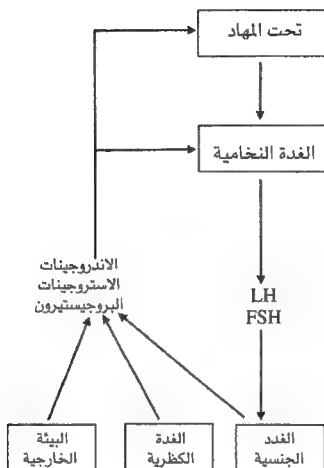 تحت المهاد
الغدة النخامية
الاندروجينات
الاستروجينات
البروجيستيرون
LH
FSH
الغدد
الجنسية
الغدة
الكظرية
البيئة
الخارجية